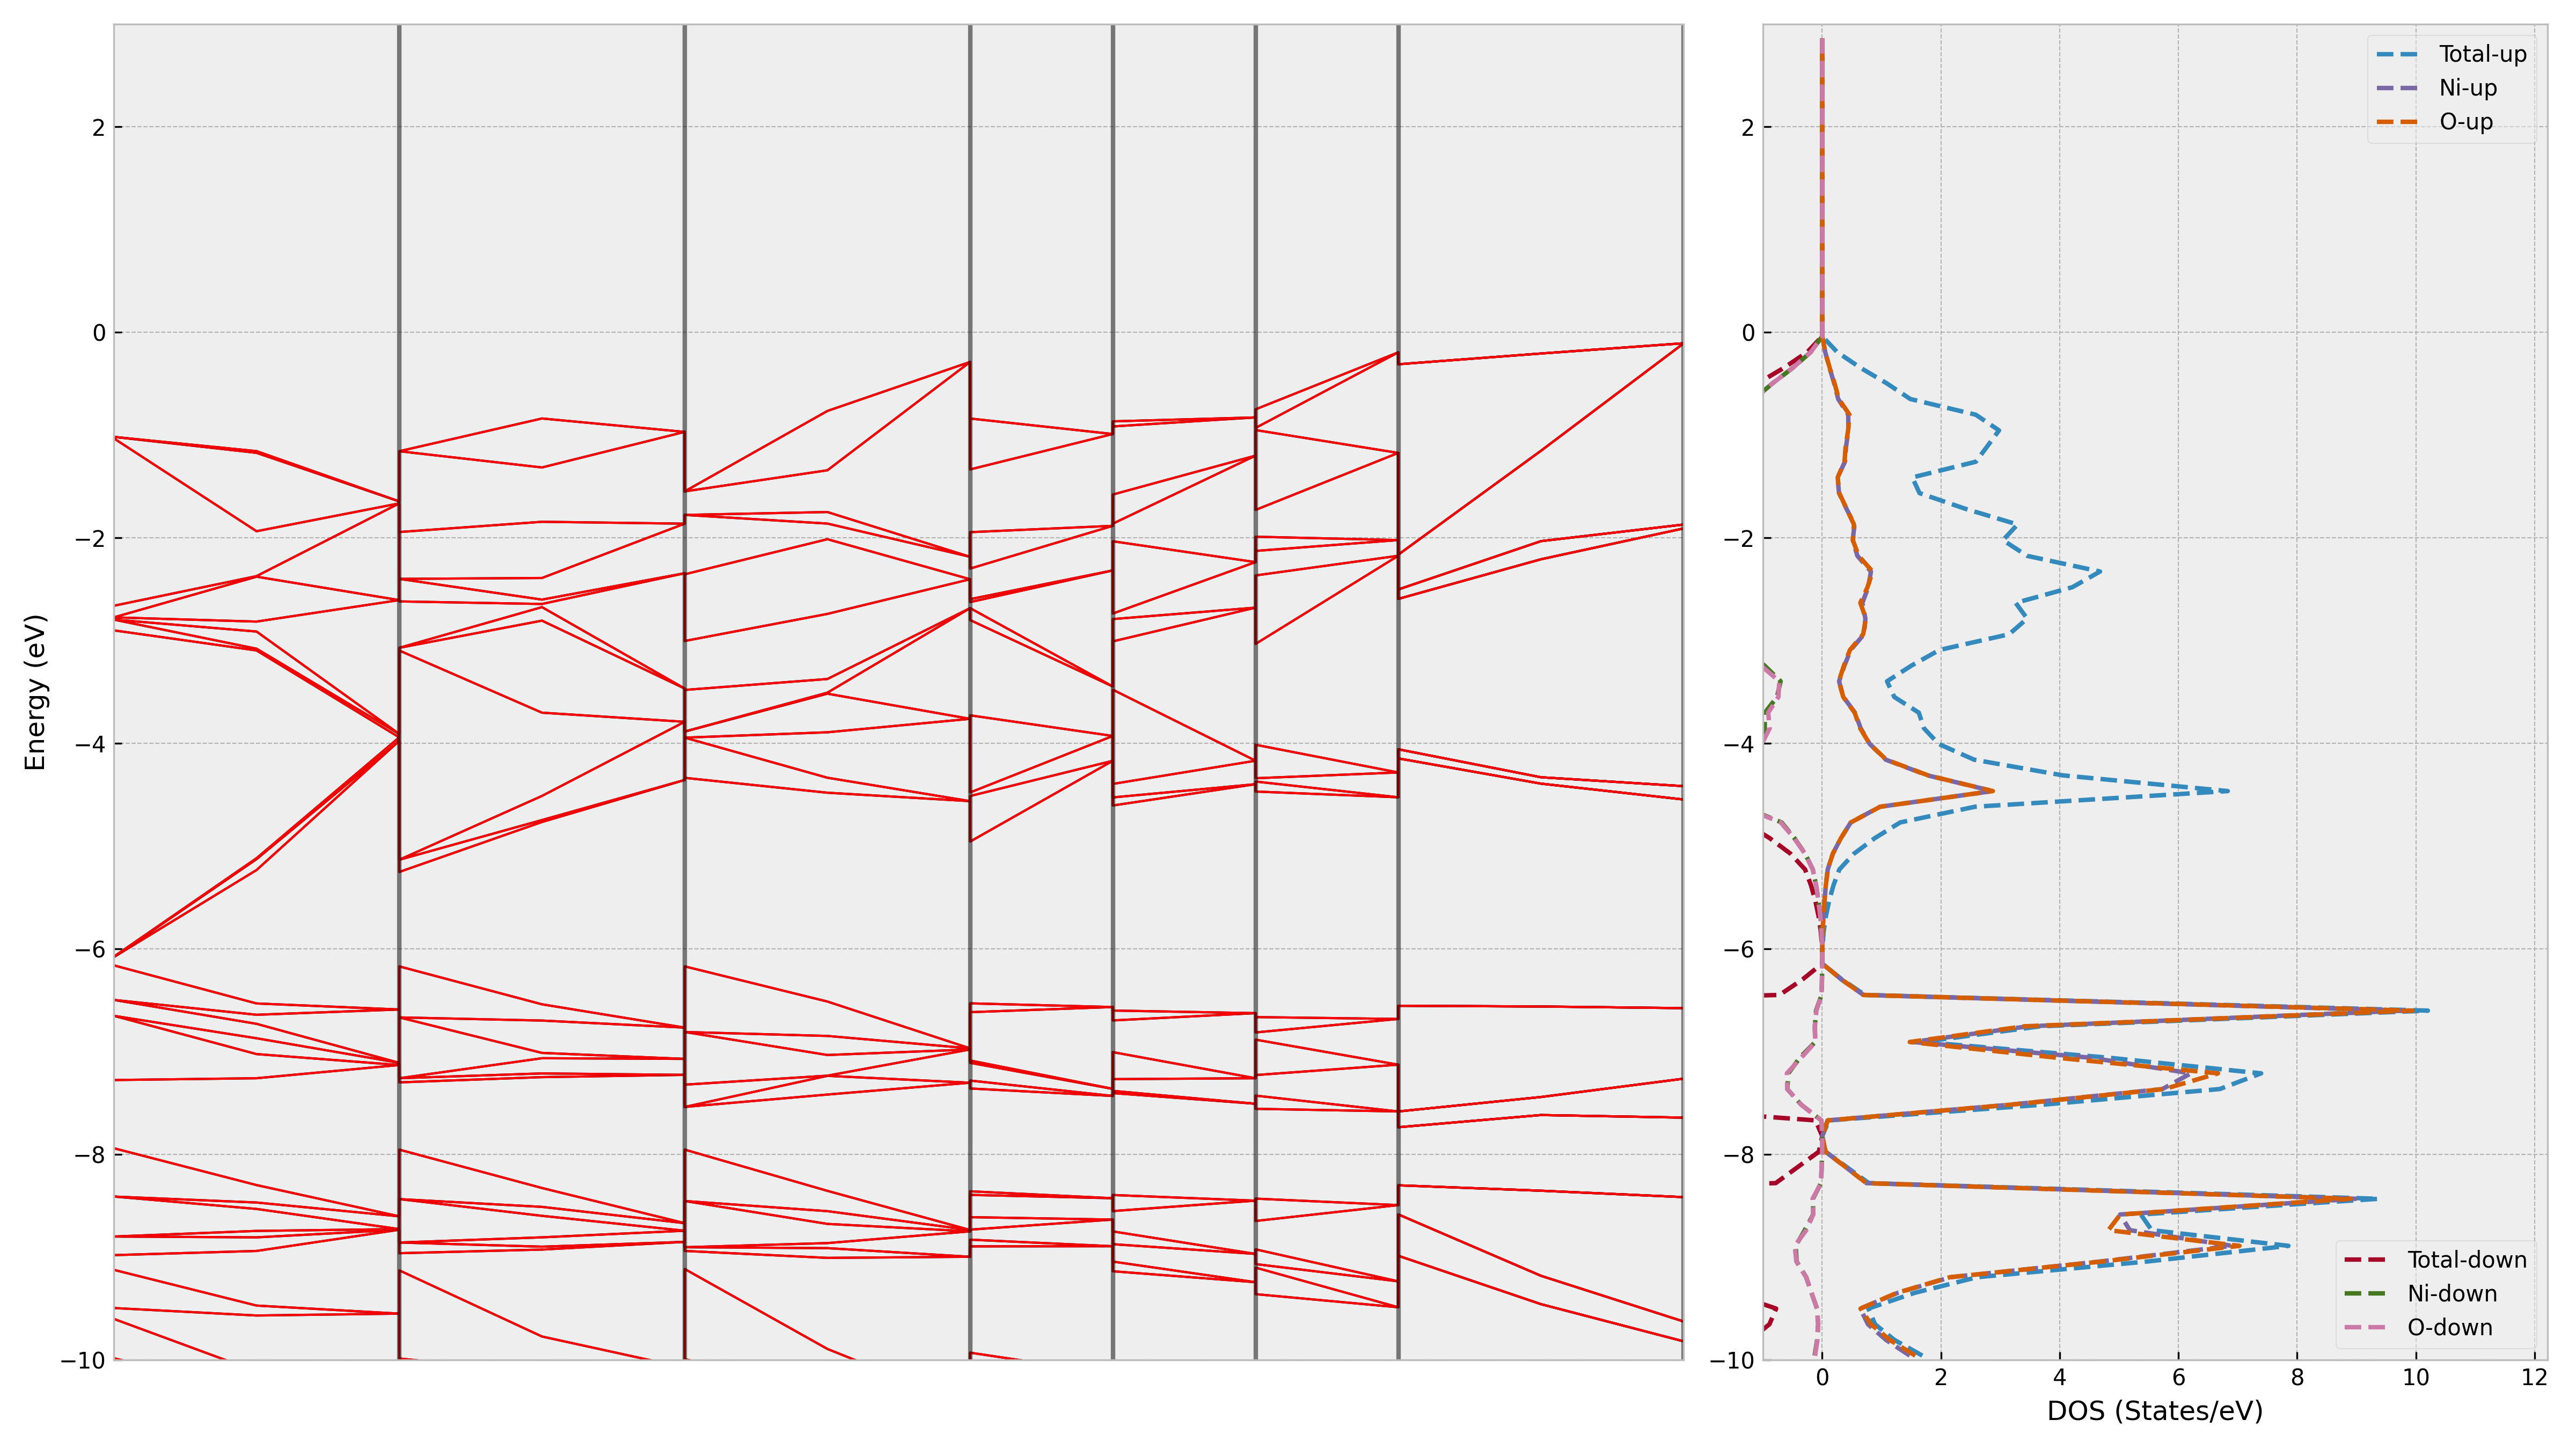 Energy (eV)
2
0
−2
−4
−6
−8
−10
2
0
−2
−4
−6
−8
−10
Total-up
Ni-up
O-up
Total-down
Ni-down
O-down
0 2 4 6 8 10 12
DOS (States/eV)